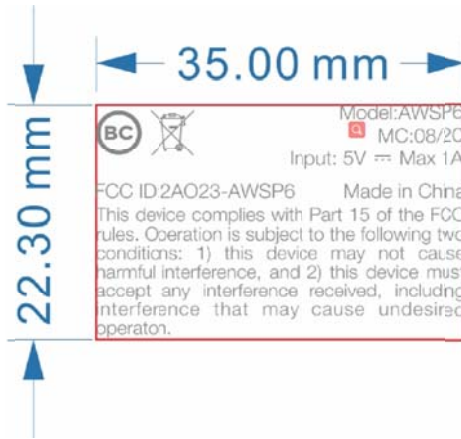 35.00 mm
22.30 mm
BC
Model:AWSP6
MC:08/20
Input: 5V ⎓ Max 1A
FCC ID:2AO23-AWSP6 Made in China
This device complies with Part 15 of the FCC
rules. Operation is subject to the following two
conditions: 1) this device may not cause
harmful interference, and 2) this device must
accept any interference received, including
interference that may cause undesired
operaton.